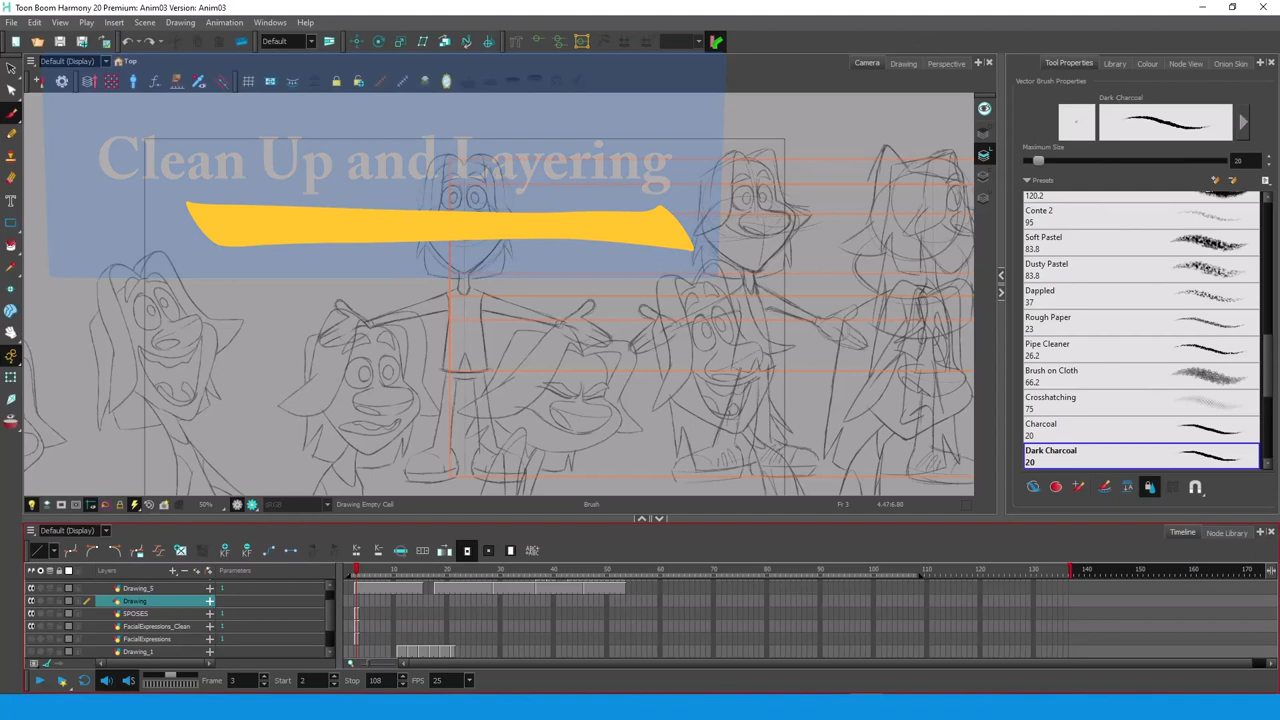 Toon Boom Harmony 20 Premium: Anim03 Version: Anim03
File Edit View Play Insert Scene Drawing Animation Windows Help
Default
Default (Display) Top Camera Drawing Perspective
Tool Properties Library Colour Node View Onion Skin
Vector Brush Properties
Dark Charcoal
Clean Up and Layering
Maximum Size
20
Presets
120.2
Conte 2
95
Soft Pastel
83.8
Dusty Pastel
83.8
Dappled
37
Rough Paper
23
Pipe Cleaner
26.2
Brush on Cloth
66.2
Crosshatching
75
Charcoal
20
Dark Charcoal
20
50% sRGB Drawing Empty Cell Brush Fr 3
Default (Display) Timeline Node Library
Layers Parameters 10 20 30 40 50 60 70 80 90 100 110 120 130 140 150 160 170
Drawing_5 1
Drawing
SPOSES 1
FacialExpressions_Clean 1
FacialExpressions 1
Drawing_1 1
Frame 3 Start 2 Stop 108 FPS 25